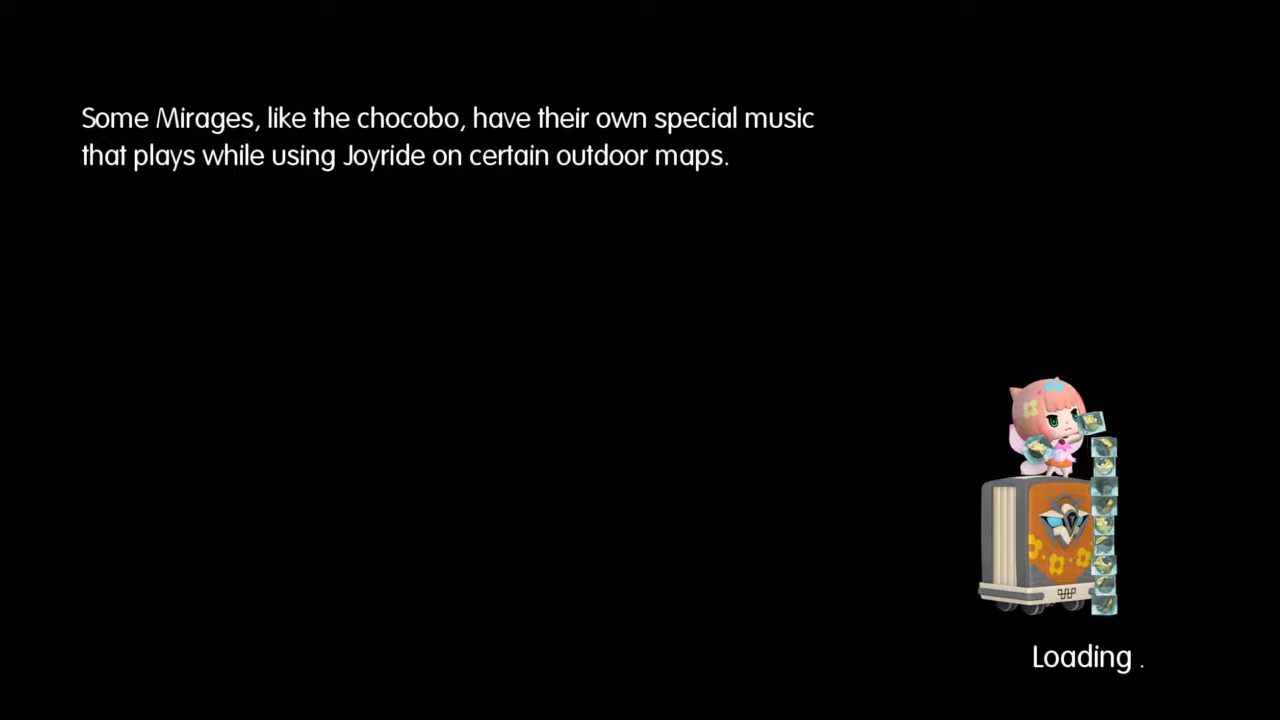 Some Mirages, like the chocobo, have their own special music
that plays while using Joyride on certain outdoor maps.
Loading .